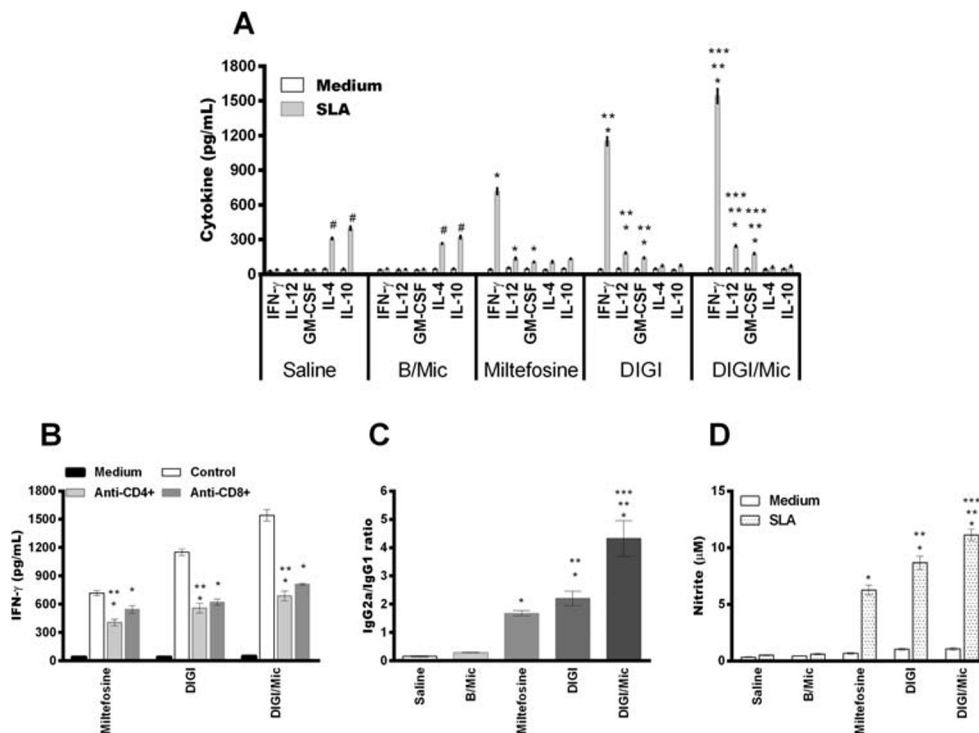 A
Cytokine (pg/mL)
1800
1500
1200
900
600
300
0
Medium
SLA
# # # # * * * ** * ** * ** * *** ** * *** ** * *** ** *
IFN-γ IL-12 GM-CSF IL-4 IL-10 IFN-γ IL-12 GM-CSF IL-4 IL-10 IFN-γ IL-12 GM-CSF IL-4 IL-10 IFN-γ IL-12 GM-CSF IL-4 IL-10 IFN-γ IL-12 GM-CSF IL-4 IL-10
Saline B/Mic Miltefosine DIGI DIGI/Mic
B
Medium Control
Anti-CD4+ Anti-CD8+
IFN-γ (pg/mL)
1800
1500
1200
900
600
300
0
** * * ** * * ** * *
Miltefosine DIGI DIGI/Mic
C
IgG2a/IgG1 ratio
6
5
4
3
2
1
0
* ** * *** ** *
Saline B/Mic Miltefosine DIGI DIGI/Mic
D
Nitrite (μM)
15
10
5
0
Medium
SLA
* ** * *** ** *
Saline B/Mic Miltefosine DIGI DIGI/Mic